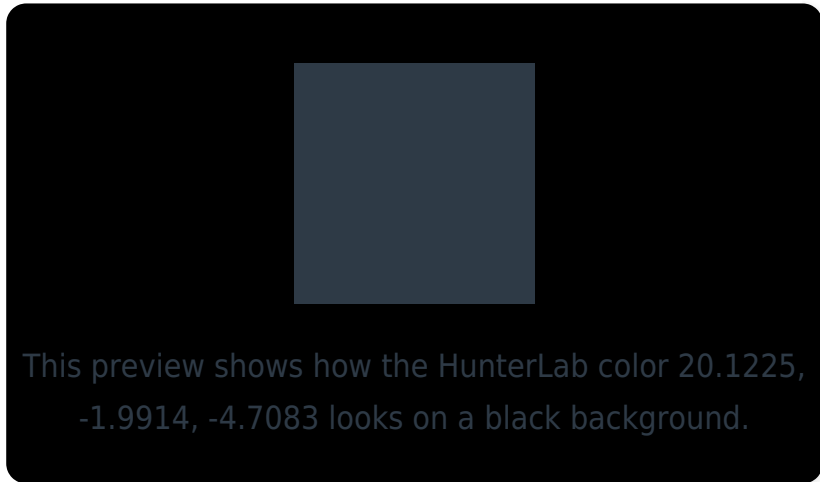 This preview shows how the HunterLab color 20.1225,
-1.9914, -4.7083 looks on a black background.